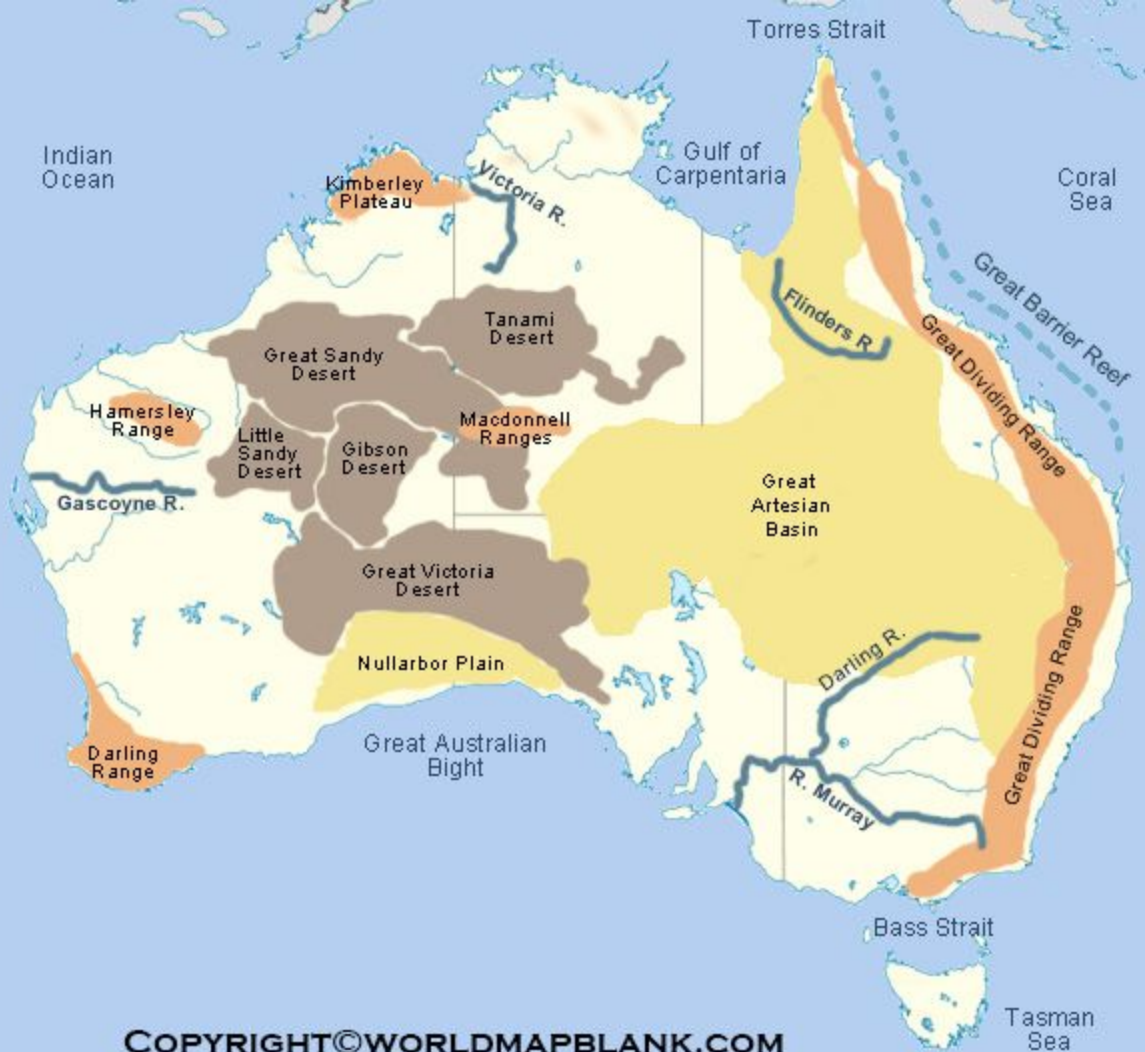 Torres Strait
Indian
Ocean
Gulf of
Carpentaria
Coral
Sea
Kimberley
Plateau
Victoria R.
Great Barrier Reef
Flinders R.
Tanami
Desert
Great Sandy
Desert
Great Dividing Range
Hamersley
Range
Macdonnell
Ranges
Little
Sandy
Desert
Gibson
Desert
Gascoyne R.
Great
Artesian
Basin
Great Victoria
Desert
Nullarbor Plain
Darling R.
Great Dividing Range
Darling
Range
Great Australian
Bight
R. Murray
Bass Strait
Tasman
Sea
COPYRIGHT©WORLDMAPBLANK.COM